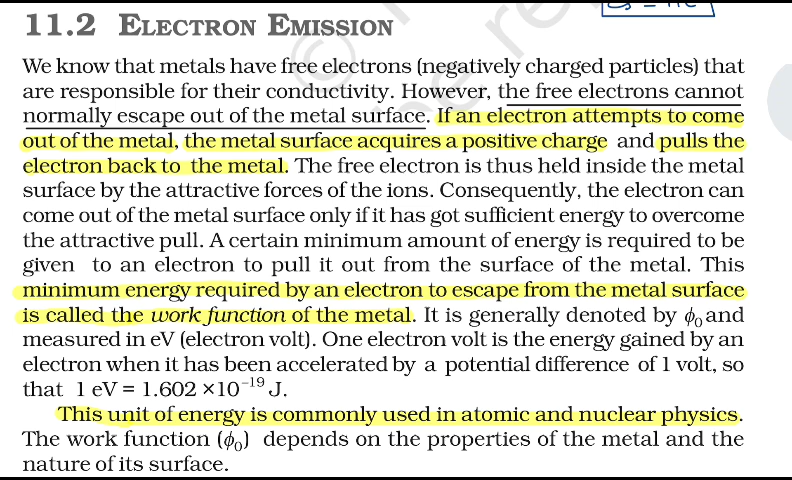 11.2 ELECTRON EMISSION
We know that metals have free electrons (negatively charged particles) that
are responsible for their conductivity. However, the free electrons cannot
normally escape out of the metal surface. If an electron attempts to come
out of the metal, the metal surface acquires a positive charge and pulls the
electron back to the metal. The free electron is thus held inside the metal
surface by the attractive forces of the ions. Consequently, the electron can
come out of the metal surface only if it has got sufficient energy to overcome
the attractive pull. A certain minimum amount of energy is required to be
given to an electron to pull it out from the surface of the metal. This
minimum energy required by an electron to escape from the metal surface
is called the work function of the metal. It is generally denoted by ϕ₀ and
measured in eV (electron volt). One electron volt is the energy gained by an
electron when it has been accelerated by a potential difference of 1 volt, so
that 1 eV = 1.602 ×10⁻¹⁹ J.
This unit of energy is commonly used in atomic and nuclear physics.
The work function (ϕ₀) depends on the properties of the metal and the
nature of its surface.